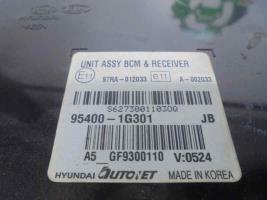 UNIT ASSY BCM & RECEIVER
E11 97RA-012033 e11 A-002033
S6273001103OQ
95400-1G301 JB
A5_GF9300110 V:0524
HYUNDAI AUTONET MADE IN KOREA